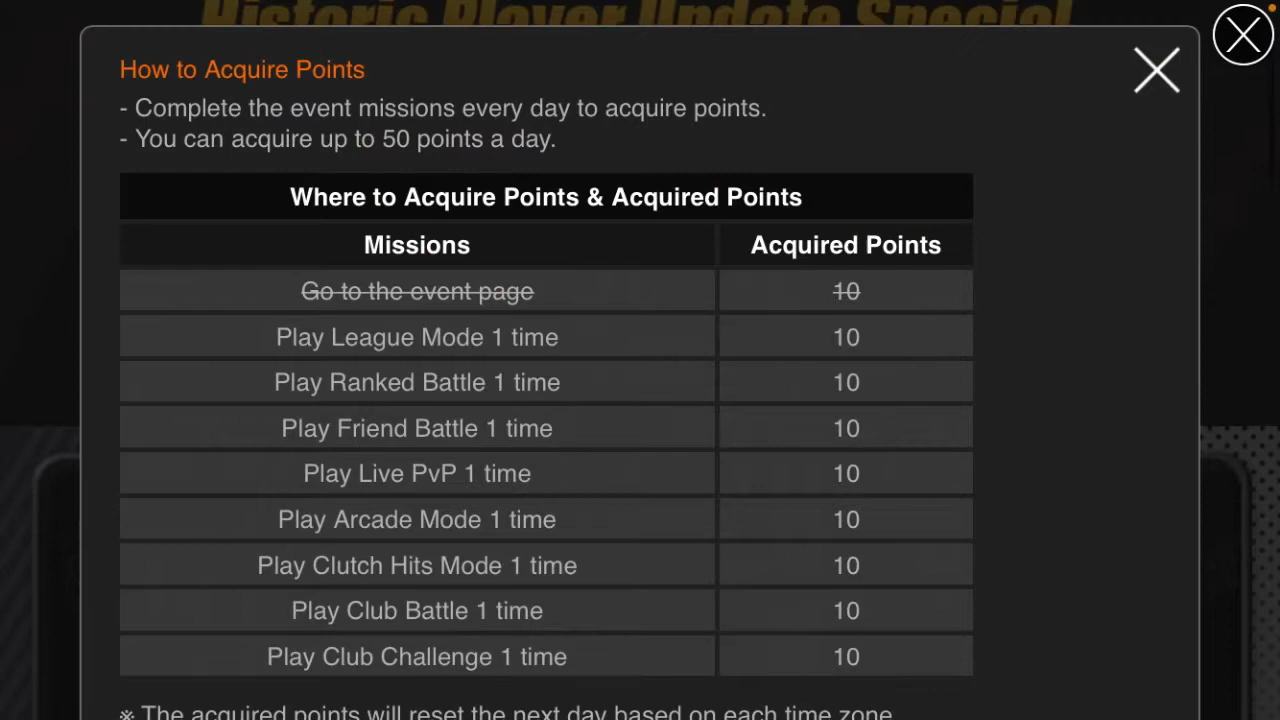 Historic Player Update Special
How to Acquire Points
- Complete the event missions every day to acquire points.
- You can acquire up to 50 points a day.
Where to Acquire Points & Acquired Points
Missions Acquired Points
Go to the event page 10
Play League Mode 1 time 10
Play Ranked Battle 1 time 10
Play Friend Battle 1 time 10
Play Live PvP 1 time 10
Play Arcade Mode 1 time 10
Play Clutch Hits Mode 1 time 10
Play Club Battle 1 time 10
Play Club Challenge 1 time 10
※ The acquired points will reset the next day based on each time zone